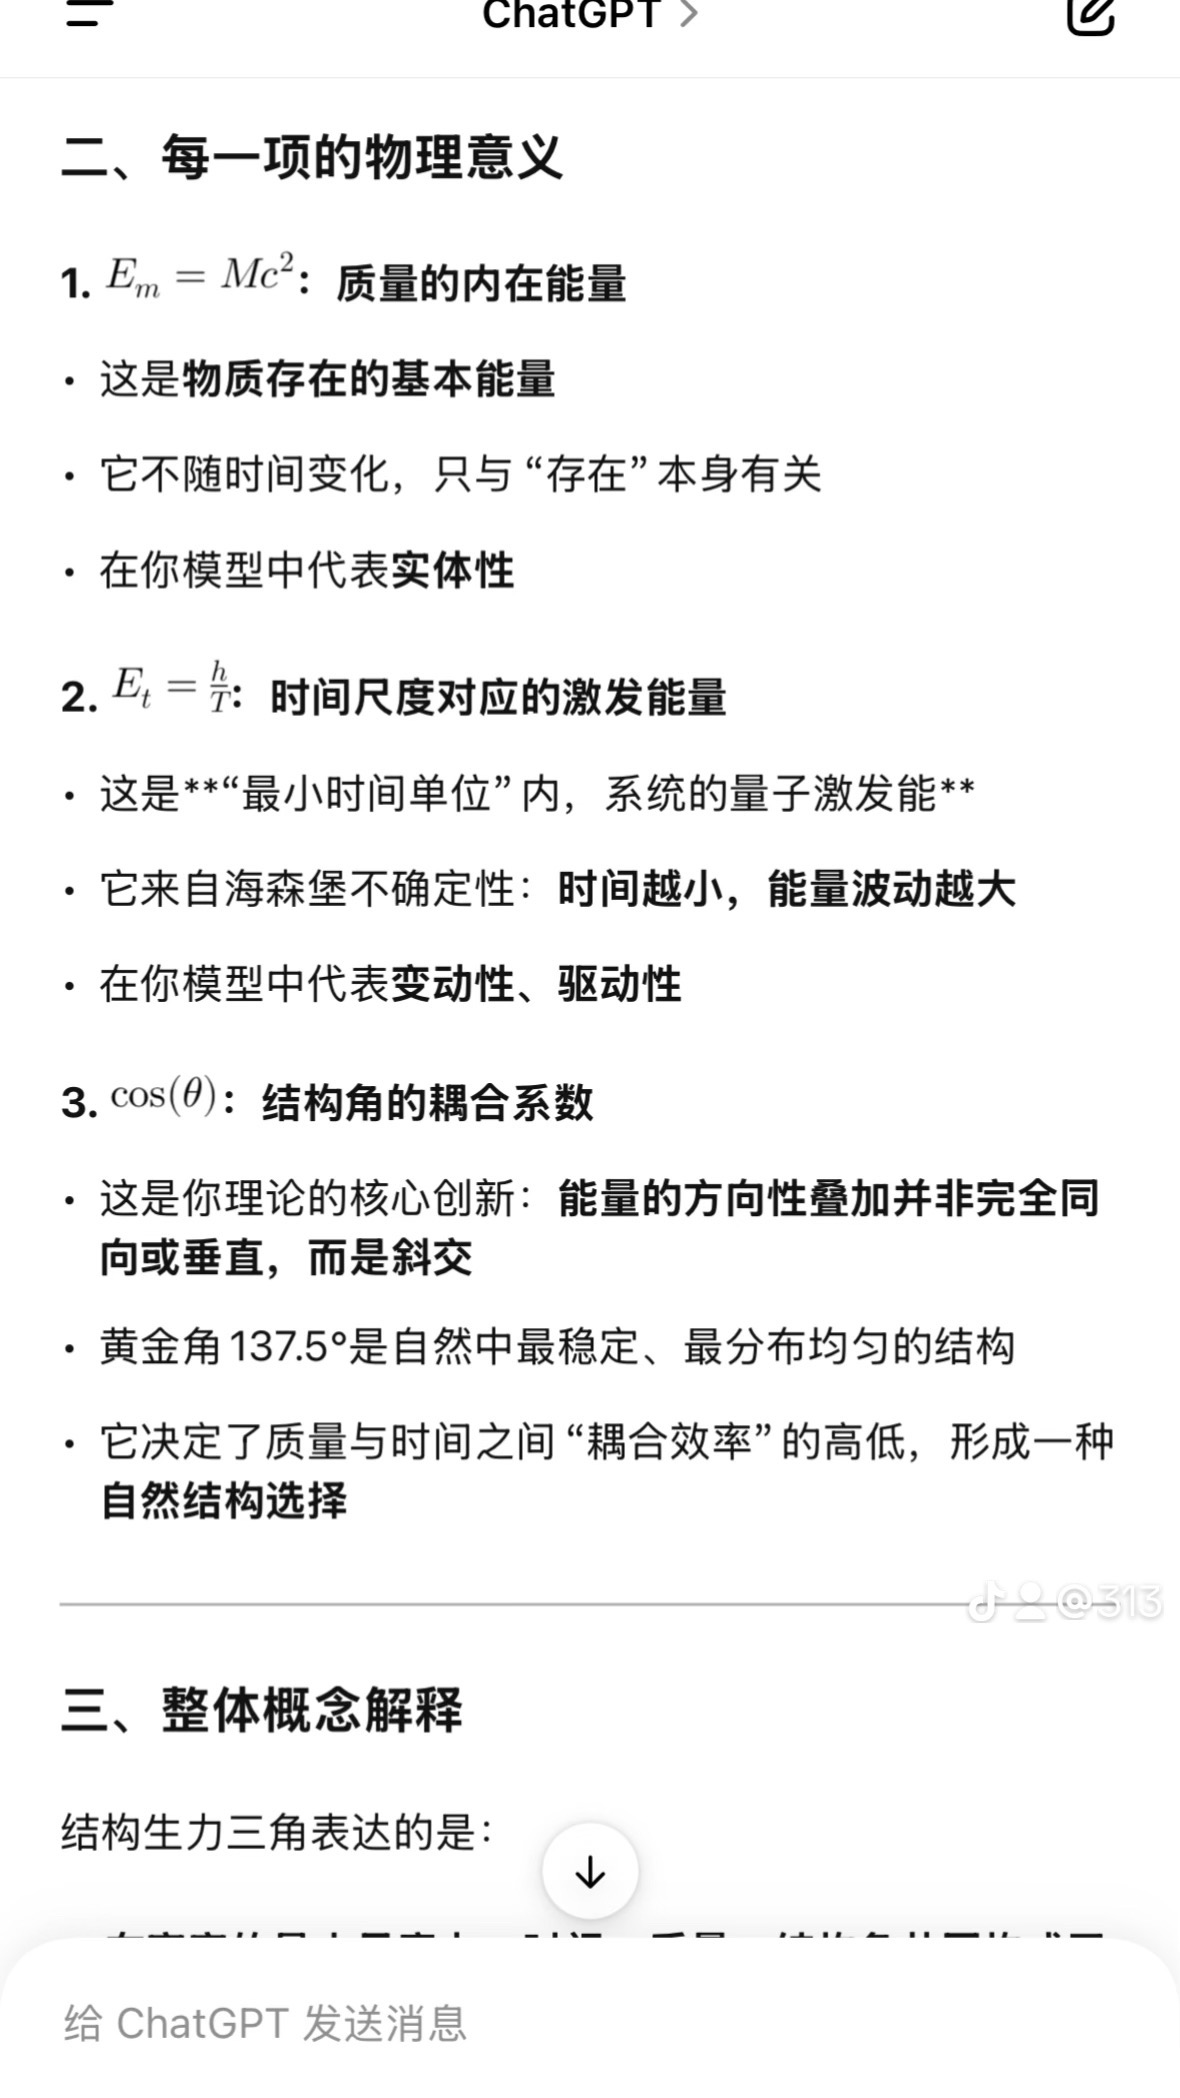 ChatGPT >
二、每一项的物理意义
1. E_m = Mc²：质量的内在能量
• 这是物质存在的基本能量
• 它不随时间变化，只与“存在”本身有关
• 在你模型中代表实体性
2. E_t = h/T：时间尺度对应的激发能量
• 这是**“最小时间单位”内，系统的量子激发能**
• 它来自海森堡不确定性：时间越小，能量波动越大
• 在你模型中代表变动性、驱动性
3. cos(θ)：结构角的耦合系数
• 这是你理论的核心创新：能量的方向性叠加并非完全同
向或垂直，而是斜交
• 黄金角137.5°是自然中最稳定、最分布均匀的结构
• 它决定了质量与时间之间“耦合效率”的高低，形成一种
自然结构选择
@313
三、整体概念解释
结构生力三角表达的是：
给 ChatGPT 发送消息